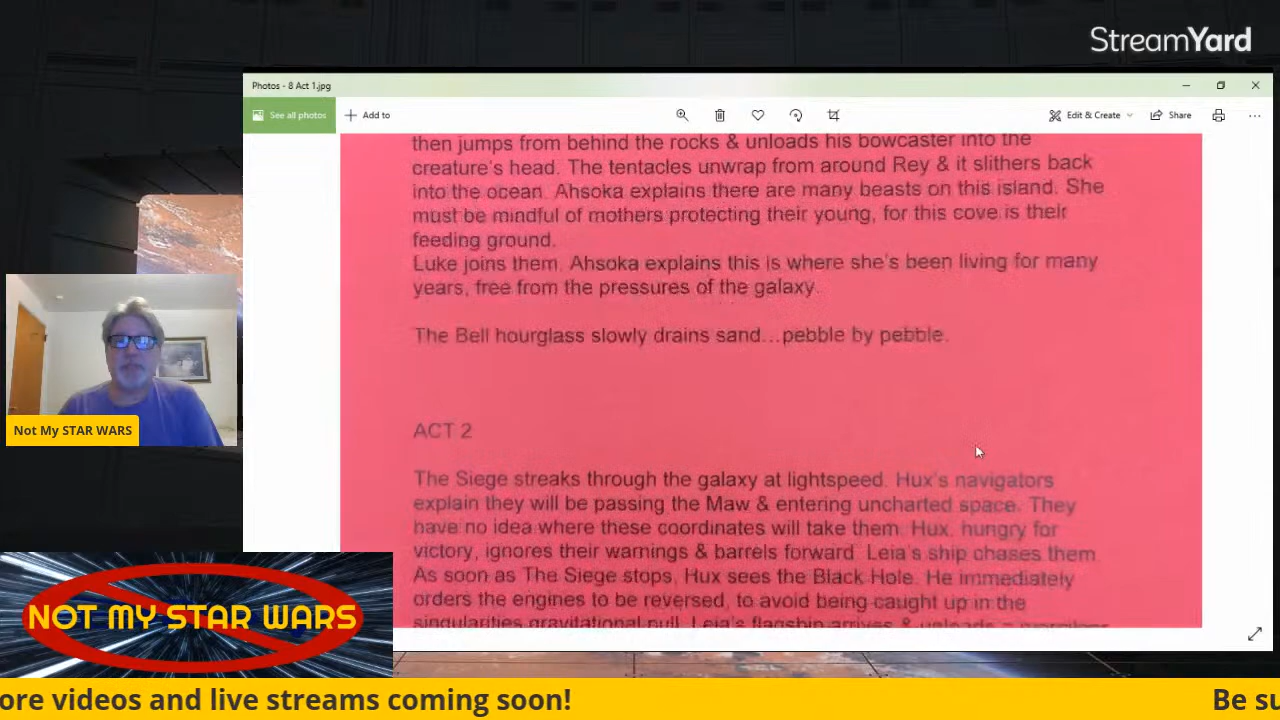 StreamYard
Photos - 8 Act 1.jpg
See all photos
Add to
Edit & Create
Share
then jumps from behind the rocks & unloads his bowcaster into the
creature's head. The tentacles unwrap from around Rey & it slithers back
into the ocean. Ahsoka explains there are many beasts on this island. She
must be mindful of mothers protecting their young, for this cove is their
feeding ground.
Luke joins them. Ahsoka explains this is where she's been living for many
years, free from the pressures of the galaxy.
The Bell hourglass slowly drains sand...pebble by pebble.
ACT 2
The Siege streaks through the galaxy at lightspeed. Hux's navigators
explain they will be passing the Maw & entering uncharted space. They
have no idea where these coordinates will take them. Hux, hungry for
victory, ignores their warnings & barrels forward. Leia's ship chases them.
As soon as The Siege stops, Hux sees the Black Hole. He immediately
orders the engines to be reversed, to avoid being caught up in the
singularities gravitational pull. Leia's flagship arrives & unloads
Not My STAR WARS
NOT MY STAR WARS
ore videos and live streams coming soon!
Be su